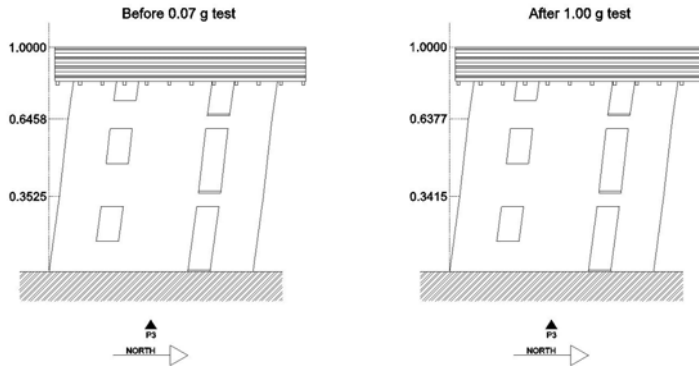 Before 0.07 g test
1.0000
0.6458
0.3525
P3
NORTH
After 1.00 g test
1.0000
0.6377
0.3415
P3
NORTH